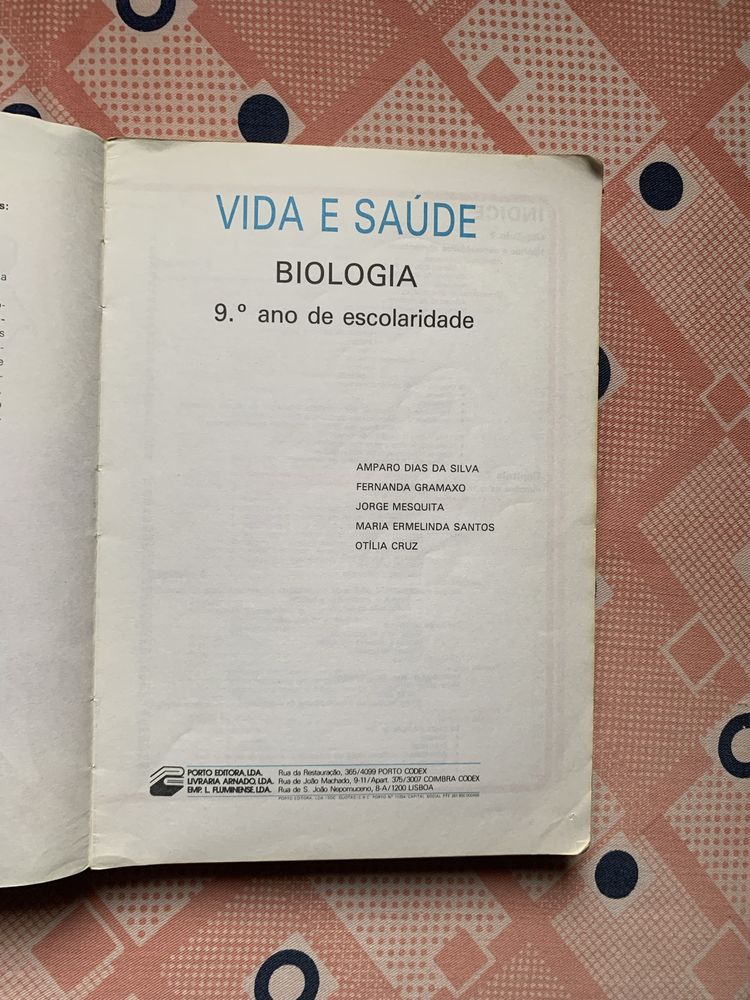 s:
a
o-
-
s
-
e
-
.
o
.
VIDA E SAÚDE
BIOLOGIA
9.º ano de escolaridade
AMPARO DIAS DA SILVA
FERNANDA GRAMAXO
JORGE MESQUITA
MARIA ERMELINDA SANTOS
OTÍLIA CRUZ
PORTO EDITORA, LDA. Rua da Restauração, 365/4099 PORTO CODEX
LIVRARIA ARNADO, LDA. Rua de João Machado, 9-11/Apart. 375/3007 COIMBRA CODEX
EMP. L. FLUMINENSE, LDA. Rua de S. João Nepomuceno, 8-A/1200 LISBOA